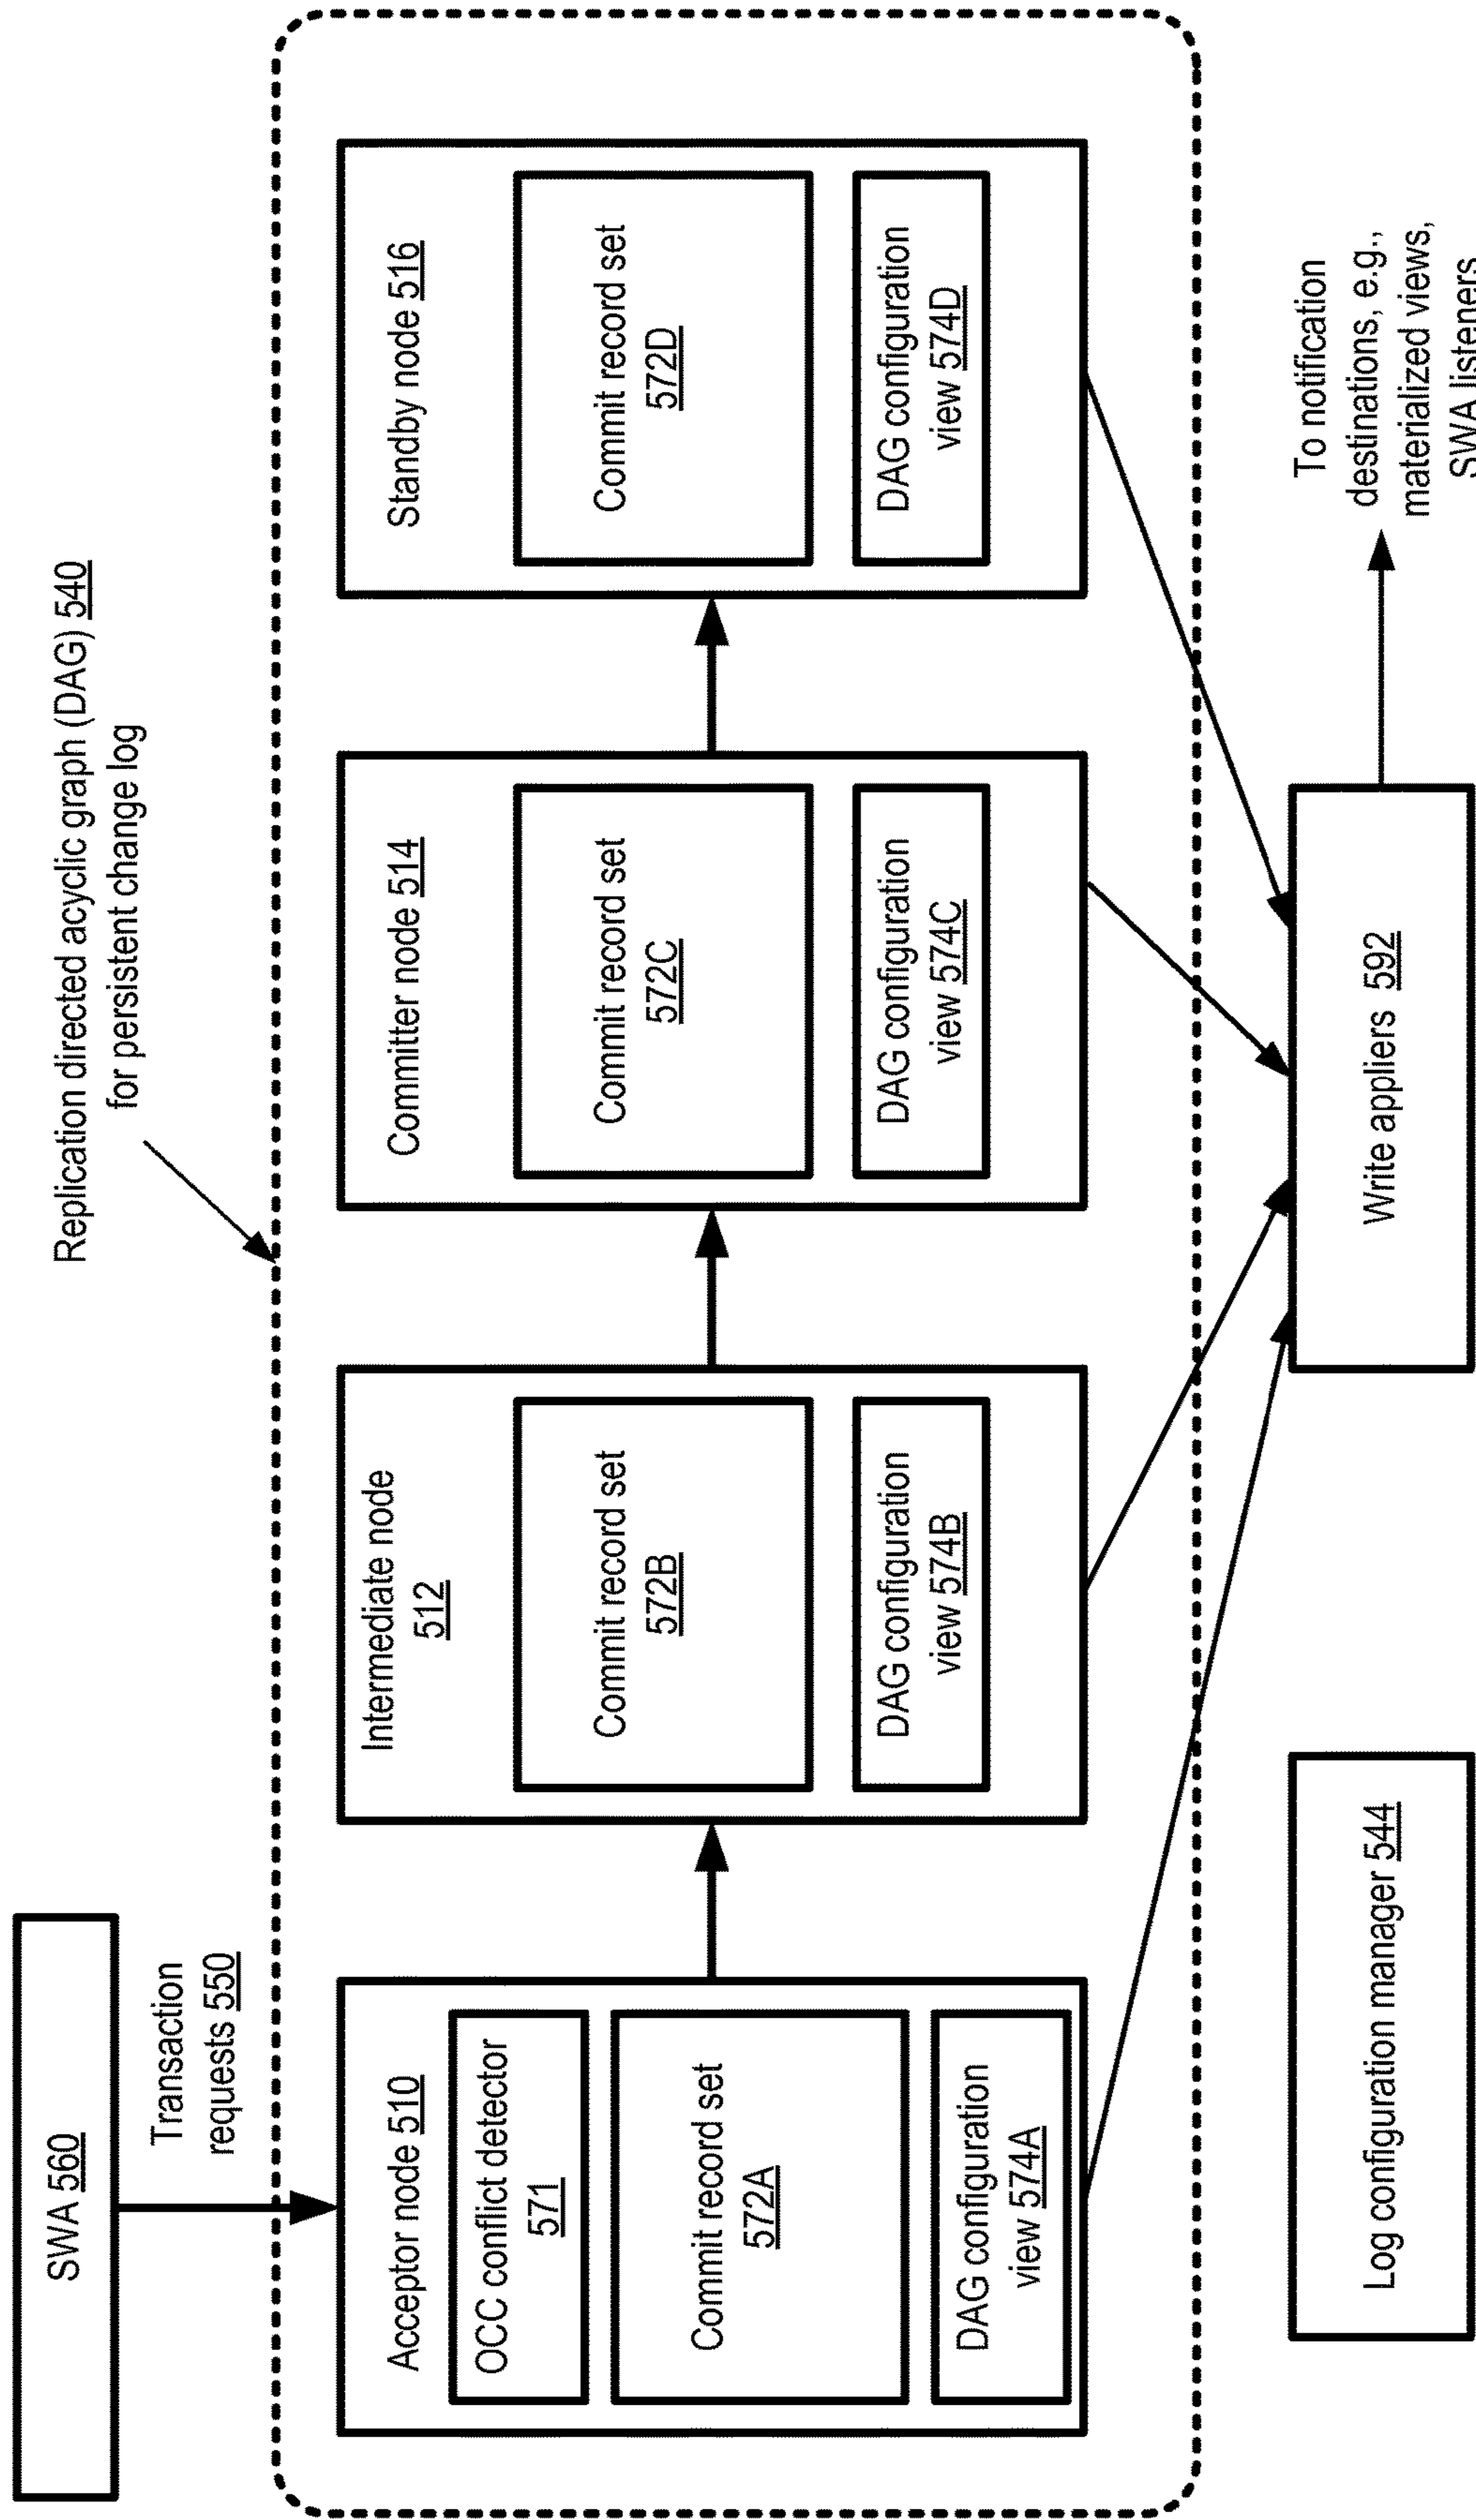 SWA 560
Transaction
requests 550
Replication directed acyclic graph (DAG) 540
for persistent change log
Acceptor node 510
OCC conflict detector
571
Commit record set
572A
DAG configuration
view 574A
Intermediate node
512
Commit record set
572B
DAG configuration
view 574B
Committer node 514
Commit record set
572C
DAG configuration
view 574C
Standby node 516
Commit record set
572D
DAG configuration
view 574D
Log configuration manager 544
Write appliers 592
To notification
destinations, e.g.,
materialized views,
SWA listeners